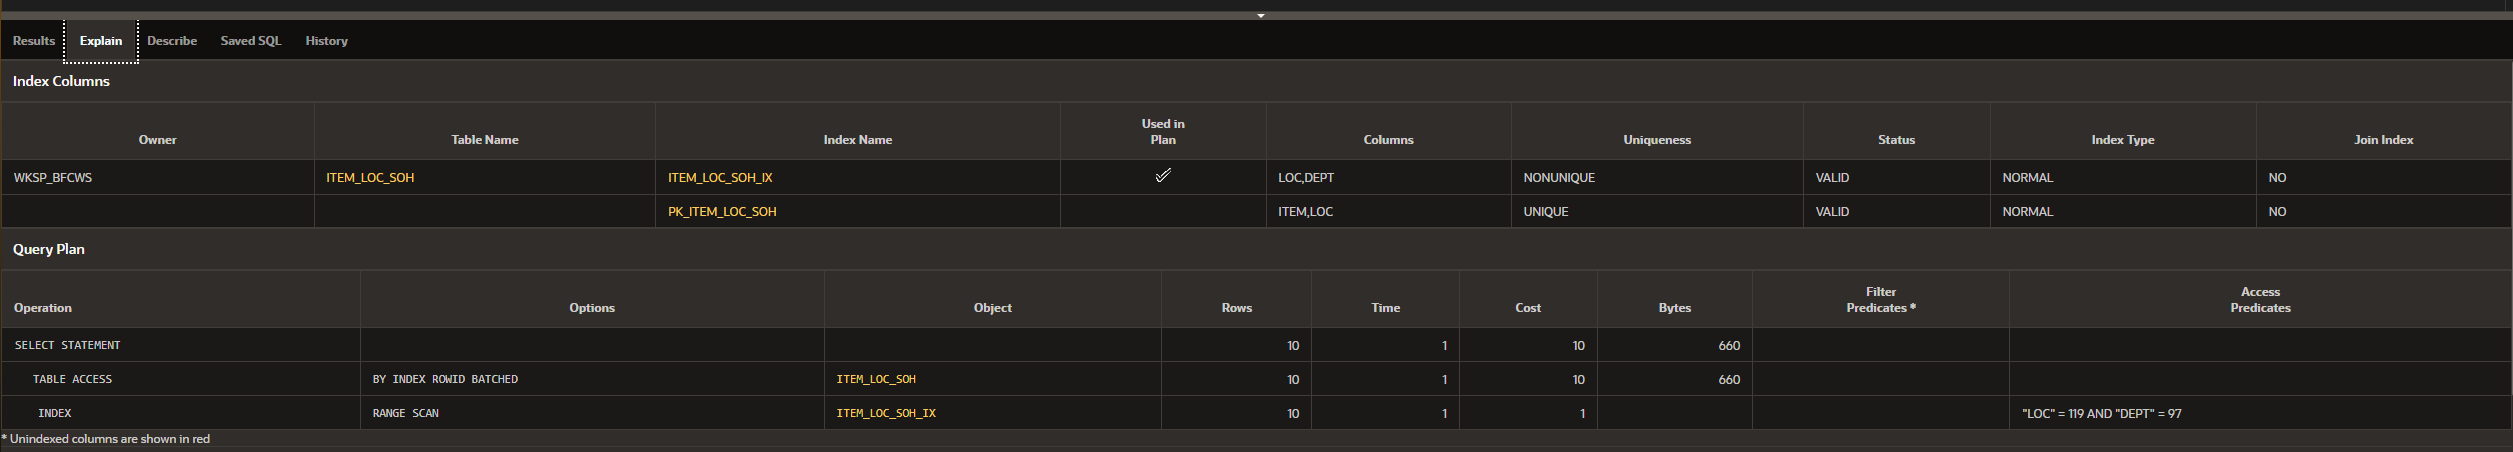 Results Explain Describe Saved SQL History
Index Columns
Owner Table Name Index Name Used in Plan Columns Uniqueness Status Index Type Join Index
WKSP_BFCWS ITEM_LOC_SOH ITEM_LOC_SOH_IX LOC,DEPT NONUNIQUE VALID NORMAL NO
PK_ITEM_LOC_SOH ITEM,LOC UNIQUE VALID NORMAL NO
Query Plan
Operation Options Object Rows Time Cost Bytes Filter Predicates * Access Predicates
SELECT STATEMENT 10 1 10 660
TABLE ACCESS BY INDEX ROWID BATCHED ITEM_LOC_SOH 10 1 10 660
INDEX RANGE SCAN ITEM_LOC_SOH_IX 10 1 1 "LOC" = 119 AND "DEPT" = 97
* Unindexed columns are shown in red